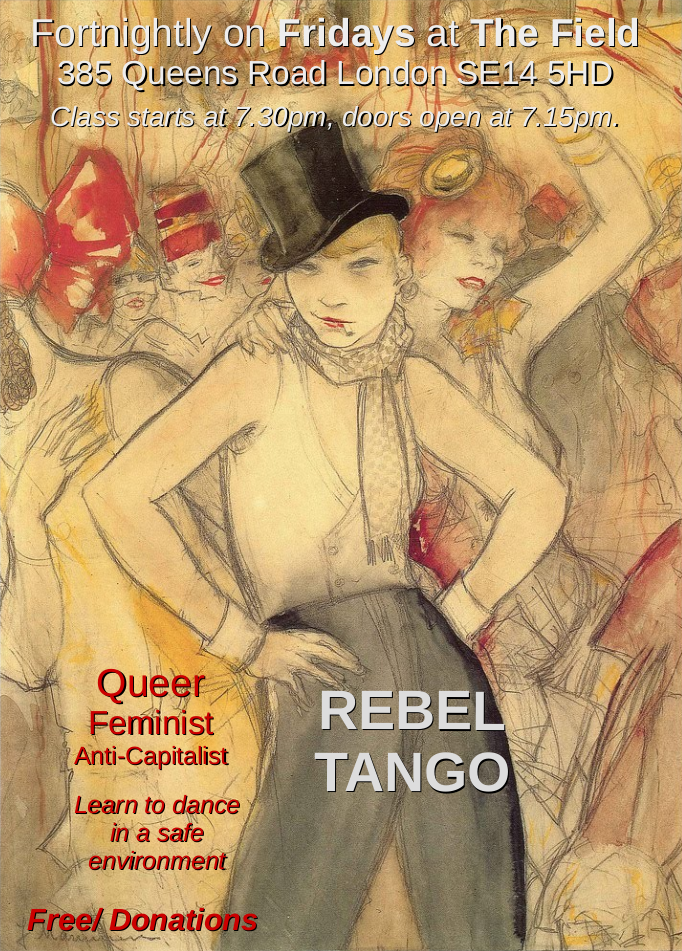 Fortnightly on Fridays at The Field
385 Queens Road London SE14 5HD
Class starts at 7.30pm, doors open at 7.15pm.
Queer
Feminist
Anti-Capitalist
REBEL
TANGO
Learn to dance
in a safe
environment
Free/ Donations